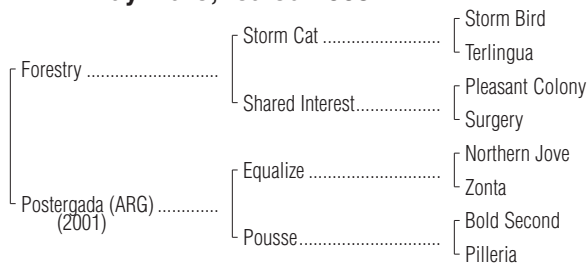 Storm Bird
Storm Cat ..............................
Terlingua
Forestry ..................................
Pleasant Colony
Shared Interest......................
Surgery
Northern Jove
Equalize ..................................
Zonta
Postergada (ARG) ...............
(2001)
Bold Second
Pousse....................................
Pilleria